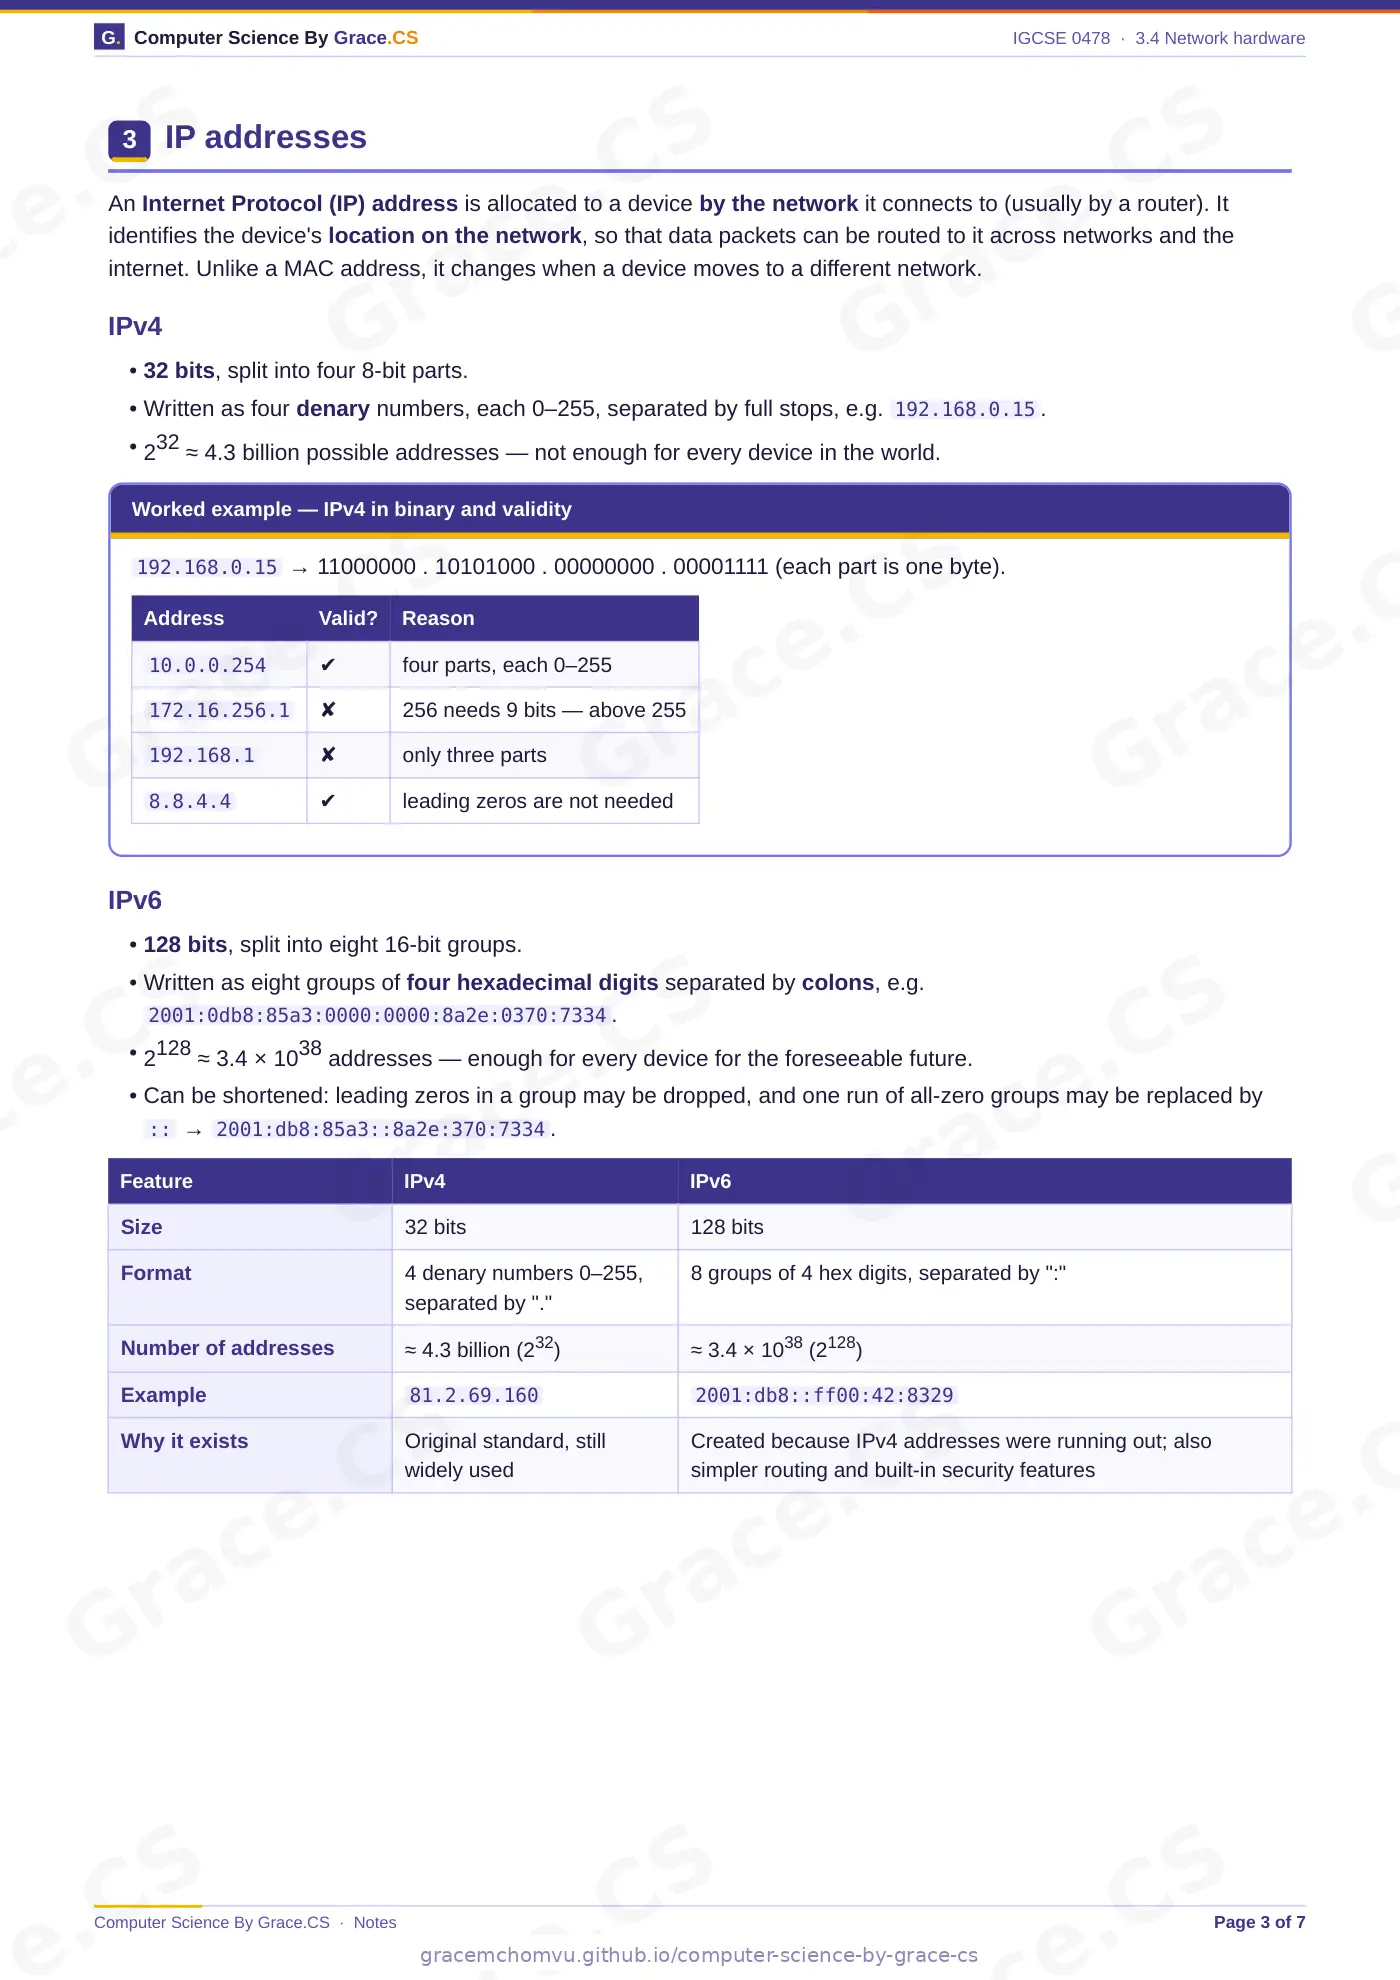 G. Computer Science By Grace.CS
IGCSE 0478 · 3.4 Network hardware
3 IP addresses
An Internet Protocol (IP) address is allocated to a device by the network it connects to (usually by a router). It
identifies the device's location on the network, so that data packets can be routed to it across networks and the
internet. Unlike a MAC address, it changes when a device moves to a different network.
IPv4
• 32 bits, split into four 8-bit parts.
• Written as four denary numbers, each 0–255, separated by full stops, e.g. 192.168.0.15.
• 2^32 ≈ 4.3 billion possible addresses — not enough for every device in the world.
Worked example — IPv4 in binary and validity
192.168.0.15 → 11000000 . 10101000 . 00000000 . 00001111 (each part is one byte).
Address Valid? Reason
10.0.0.254 ✔ four parts, each 0–255
172.16.256.1 ✘ 256 needs 9 bits — above 255
192.168.1 ✘ only three parts
8.8.4.4 ✔ leading zeros are not needed
IPv6
• 128 bits, split into eight 16-bit groups.
• Written as eight groups of four hexadecimal digits separated by colons, e.g.
2001:0db8:85a3:0000:0000:8a2e:0370:7334.
• 2^128 ≈ 3.4 × 10^38 addresses — enough for every device for the foreseeable future.
• Can be shortened: leading zeros in a group may be dropped, and one run of all-zero groups may be replaced by
:: → 2001:db8:85a3::8a2e:370:7334.
Feature IPv4 IPv6
Size 32 bits 128 bits
Format 4 denary numbers 0–255, 8 groups of 4 hex digits, separated by ":"
separated by "."
Number of addresses ≈ 4.3 billion (2^32) ≈ 3.4 × 10^38 (2^128)
Example 81.2.69.160 2001:db8::ff00:42:8329
Why it exists Original standard, still Created because IPv4 addresses were running out; also
widely used simpler routing and built-in security features
Computer Science By Grace.CS · Notes
Page 3 of 7
gracemchomvu.github.io/computer-science-by-grace-cs